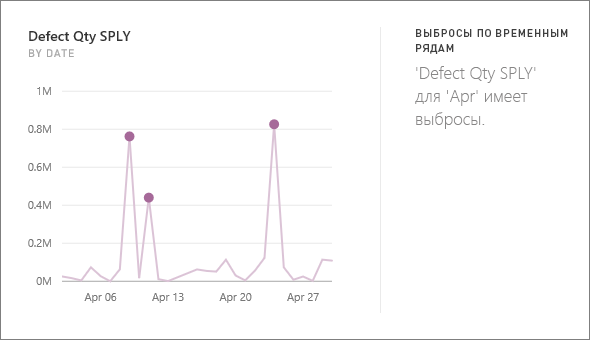 Defect Qty SPLY
BY DATE
1M
0.8M
0.6M
0.4M
0.2M
0M
Apr 06
Apr 13
Apr 20
Apr 27
ВЫБРОСЫ ПО ВРЕМЕННЫМ
РЯДАМ
'Defect Qty SPLY'
для 'Apr' имеет
выбросы.